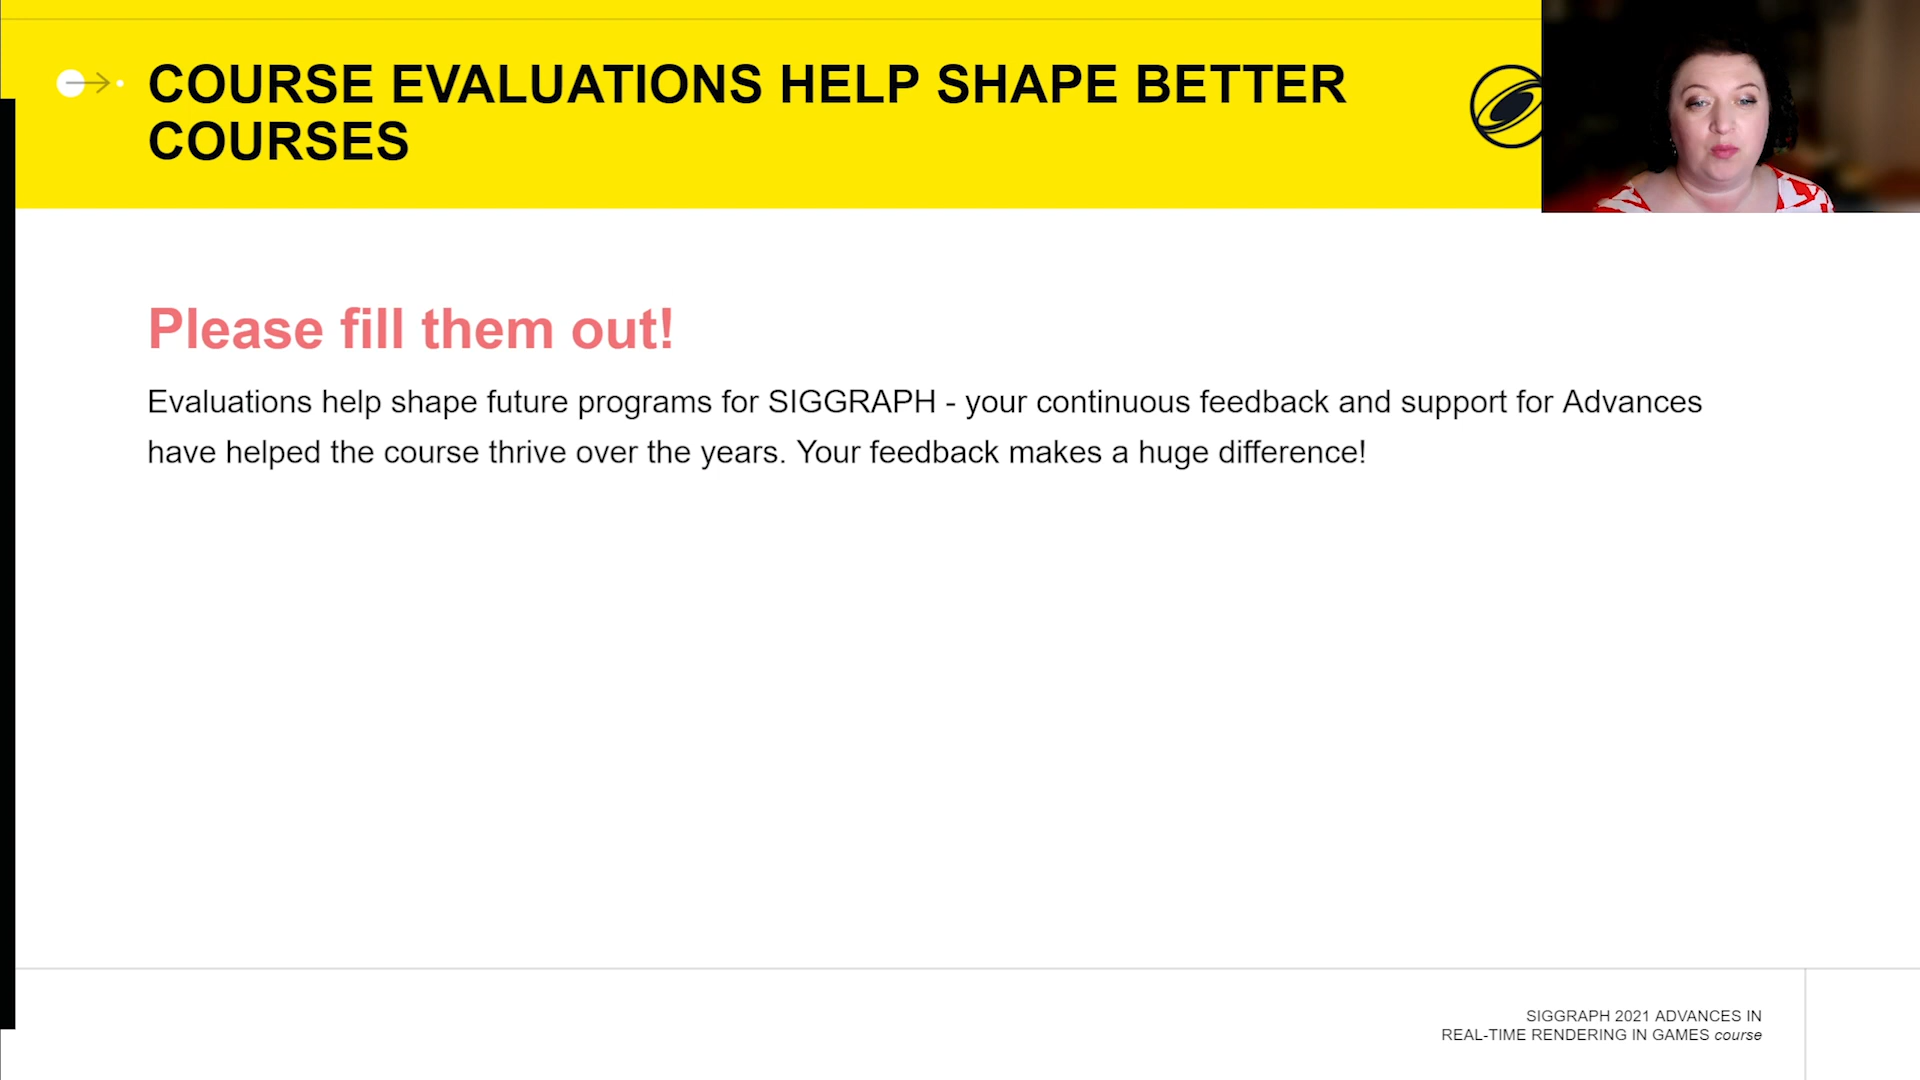 COURSE EVALUATIONS HELP SHAPE BETTER
COURSES
Please fill them out!
Evaluations help shape future programs for SIGGRAPH - your continuous feedback and support for Advances
have helped the course thrive over the years. Your feedback makes a huge difference!
SIGGRAPH 2021 ADVANCES IN
REAL-TIME RENDERING IN GAMES course